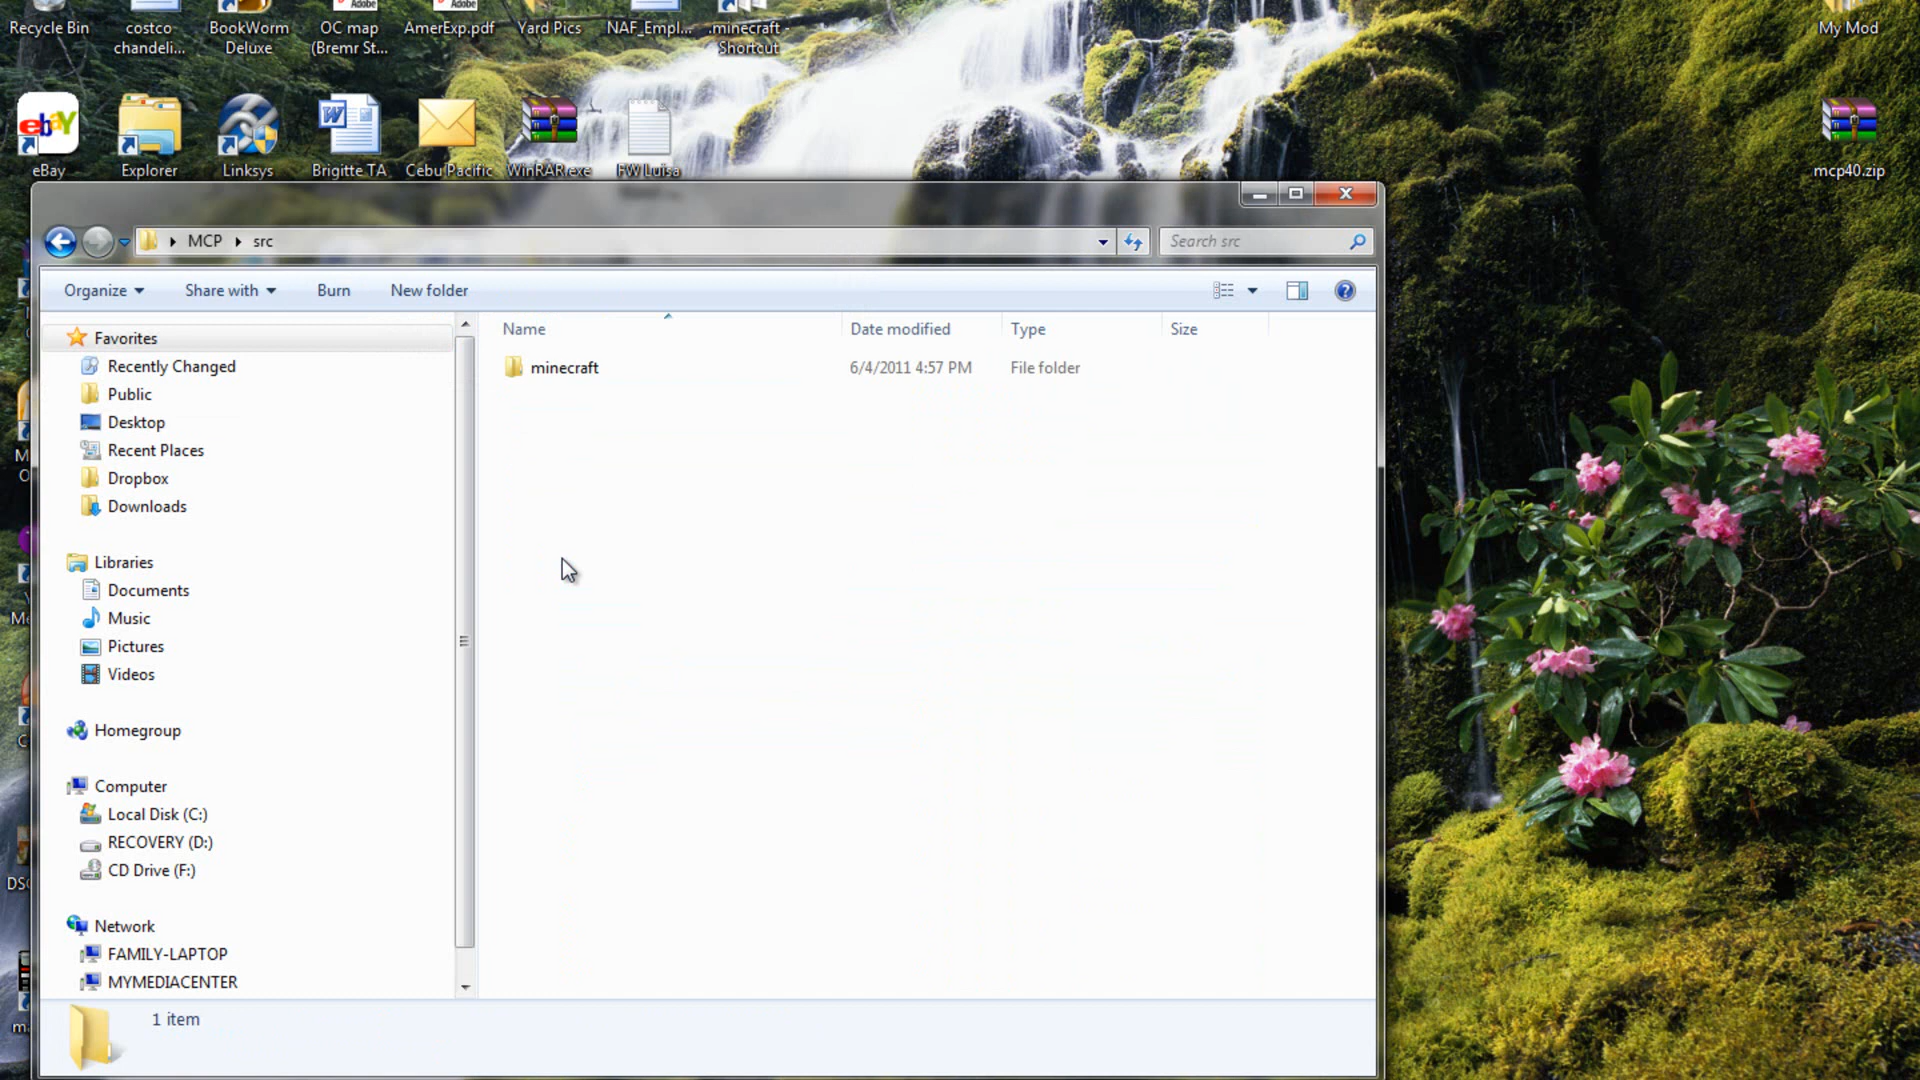 Recycle Bin
costco
chandeli...
BookWorm
Deluxe
OC map
(Bremr St...
AmerExp.pdf
Yard Pics
NAF_Empl...
.minecraft -
Shortcut
My Mod
Adobe
Adobe
ebay
eBay
Explorer
Linksys
Brigitte TA
Cebu Pacific
WinRAR.exe
FW Luisa
mcp40.zip
MCP
src
Search src
Organize
Share with
Burn
New folder
Name
Date modified
Type
Size
minecraft
6/4/2011 4:57 PM
File folder
Favorites
Recently Changed
Public
Desktop
Recent Places
Dropbox
Downloads
Libraries
Documents
Music
Pictures
Videos
Homegroup
Computer
Local Disk (C:)
RECOVERY (D:)
CD Drive (F:)
Network
FAMILY-LAPTOP
MYMEDIACENTER
1 item